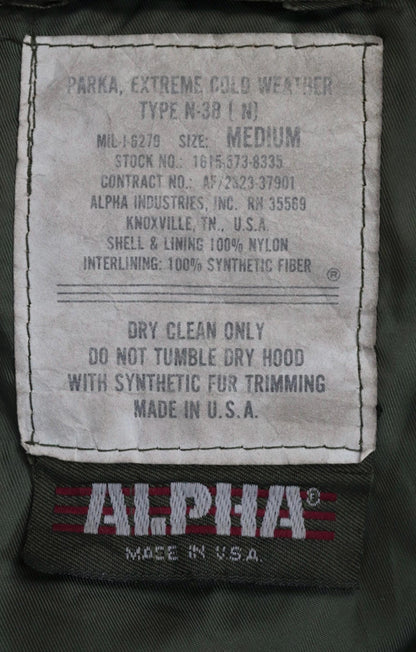 PARKA, EXTREME COLD WEATHER
TYPE N-3B (N)
MIL-I-6279 SIZE: MEDIUM
STOCK NO.: 1615-573-8335
CONTRACT NO.: AF/2523-37901
ALPHA INDUSTRIES, INC. RN 35569
KNOXVILLE, TN., U.S.A.
SHELL & LINING 100% NYLON
INTERLINING: 100% SYNTHETIC FIBER
®
DRY CLEAN ONLY
DO NOT TUMBLE DRY HOOD
WITH SYNTHETIC FUR TRIMMING
MADE IN U.S.A.
ALPHA®
MADE IN U.S.A.